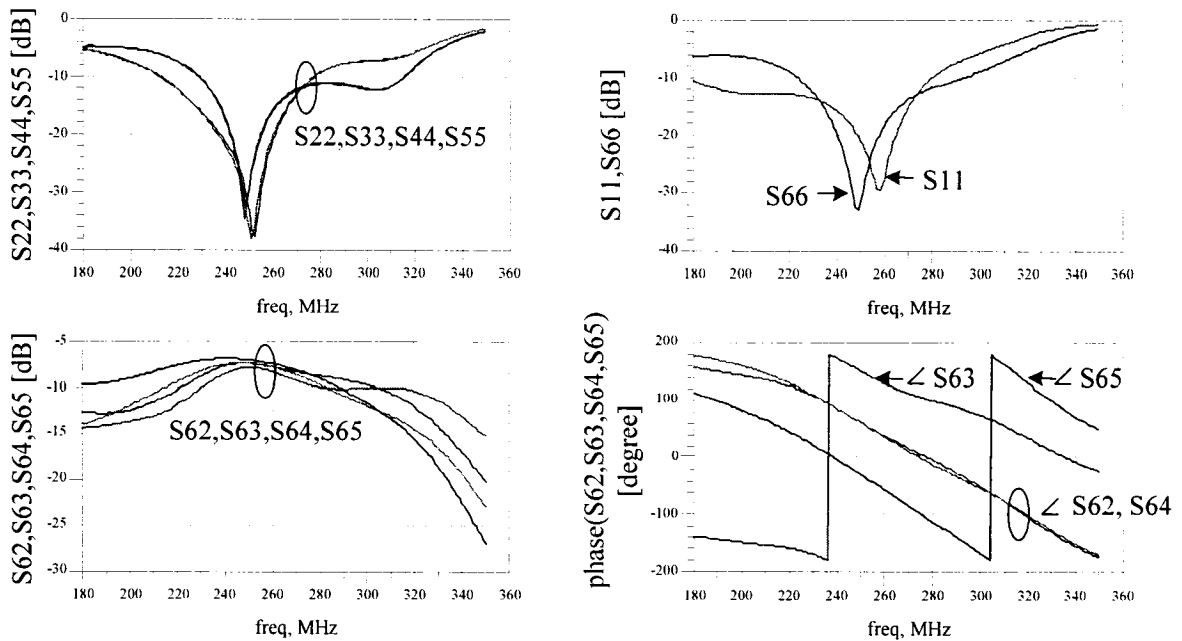 S22,S33,S44,S55 [dB]
0
-10
-20
-30
-40
S22,S33,S44,S55
180 200 220 240 260 280 300 320 340 360
freq, MHz
S11,S66 [dB]
0
-10
-20
-30
-40
S66
S11
180 200 220 240 260 280 300 320 340 360
freq, MHz
S62,S63,S64,S65 [dB]
-5
-10
-15
-20
-25
-30
S62,S63,S64,S65
180 200 220 240 260 280 300 320 340 360
freq, MHz
phase(S62,S63,S64,S65)
[degree]
200
100
0
-100
-200
∠ S63
∠ S65
∠ S62, S64
180 200 220 240 260 280 300 320 340 360
freq, MHz